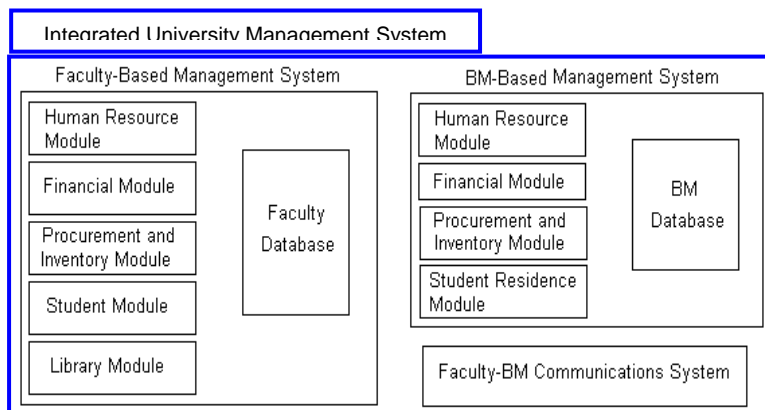 Integrated University Management System
Faculty-Based Management System
Human Resource
Module
Financial Module
Procurement and
Inventory Module
Student Module
Library Module
Faculty
Database
BM-Based Management System
Human Resource
Module
Financial Module
Procurement and
Inventory Module
Student Residence
Module
BM
Database
Faculty-BM Communications System